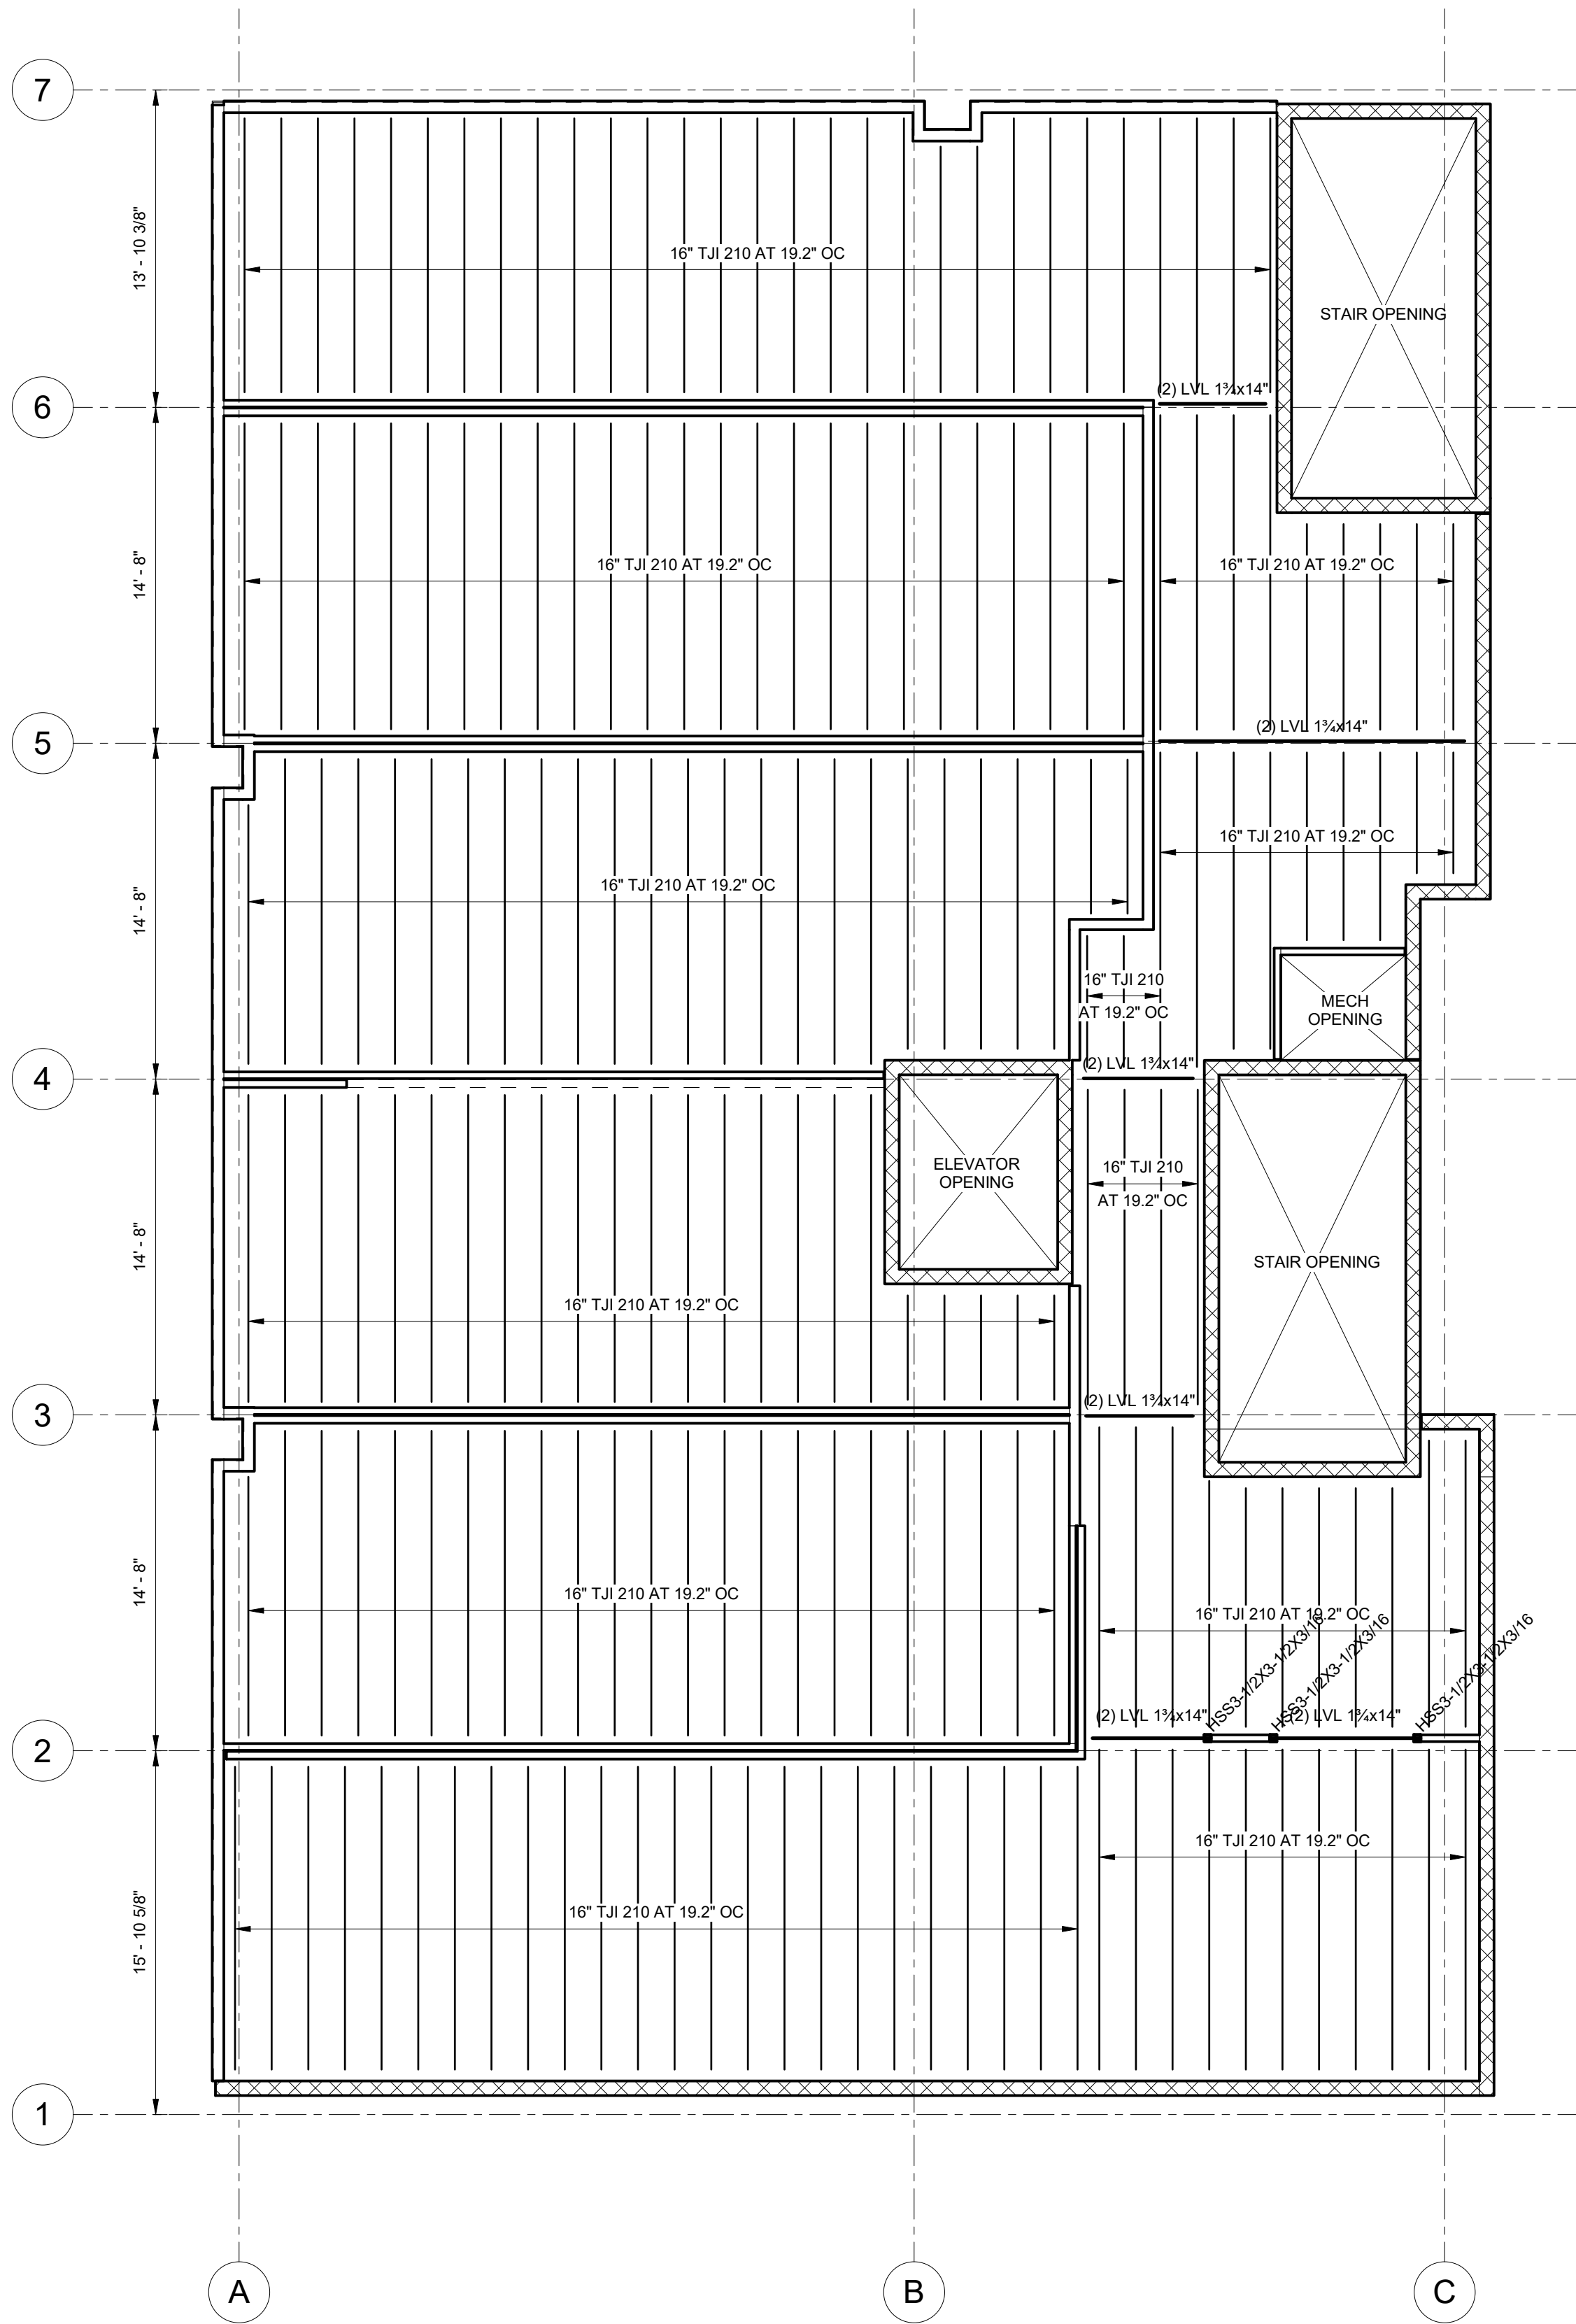 7
13' - 10 3/8"
16" TJI 210 AT 19.2" OC
STAIR OPENING
(2) LVL 1¾x14"
6
14' - 8"
16" TJI 210 AT 19.2" OC
16" TJI 210 AT 19.2" OC
(2) LVL 1¾x14"
5
14' - 8"
16" TJI 210 AT 19.2" OC
16" TJI 210 AT 19.2" OC
16" TJI 210
AT 19.2" OC
MECH
OPENING
(2) LVL 1¾x14"
4
14' - 8"
ELEVATOR
OPENING
16" TJI 210
AT 19.2" OC
STAIR OPENING
16" TJI 210 AT 19.2" OC
(2) LVL 1¾x14"
3
14' - 8"
16" TJI 210 AT 19.2" OC
16" TJI 210 AT 19.2" OC
HSS3-1/2X3-1/2X3/16
HSS3-1/2X3-1/2X3/16
HSS3-1/2X3-1/2X3/16
(2) LVL 1¾x14"
(2) LVL 1¾x14"
2
15' - 10 5/8"
16" TJI 210 AT 19.2" OC
16" TJI 210 AT 19.2" OC
1
A
B
C